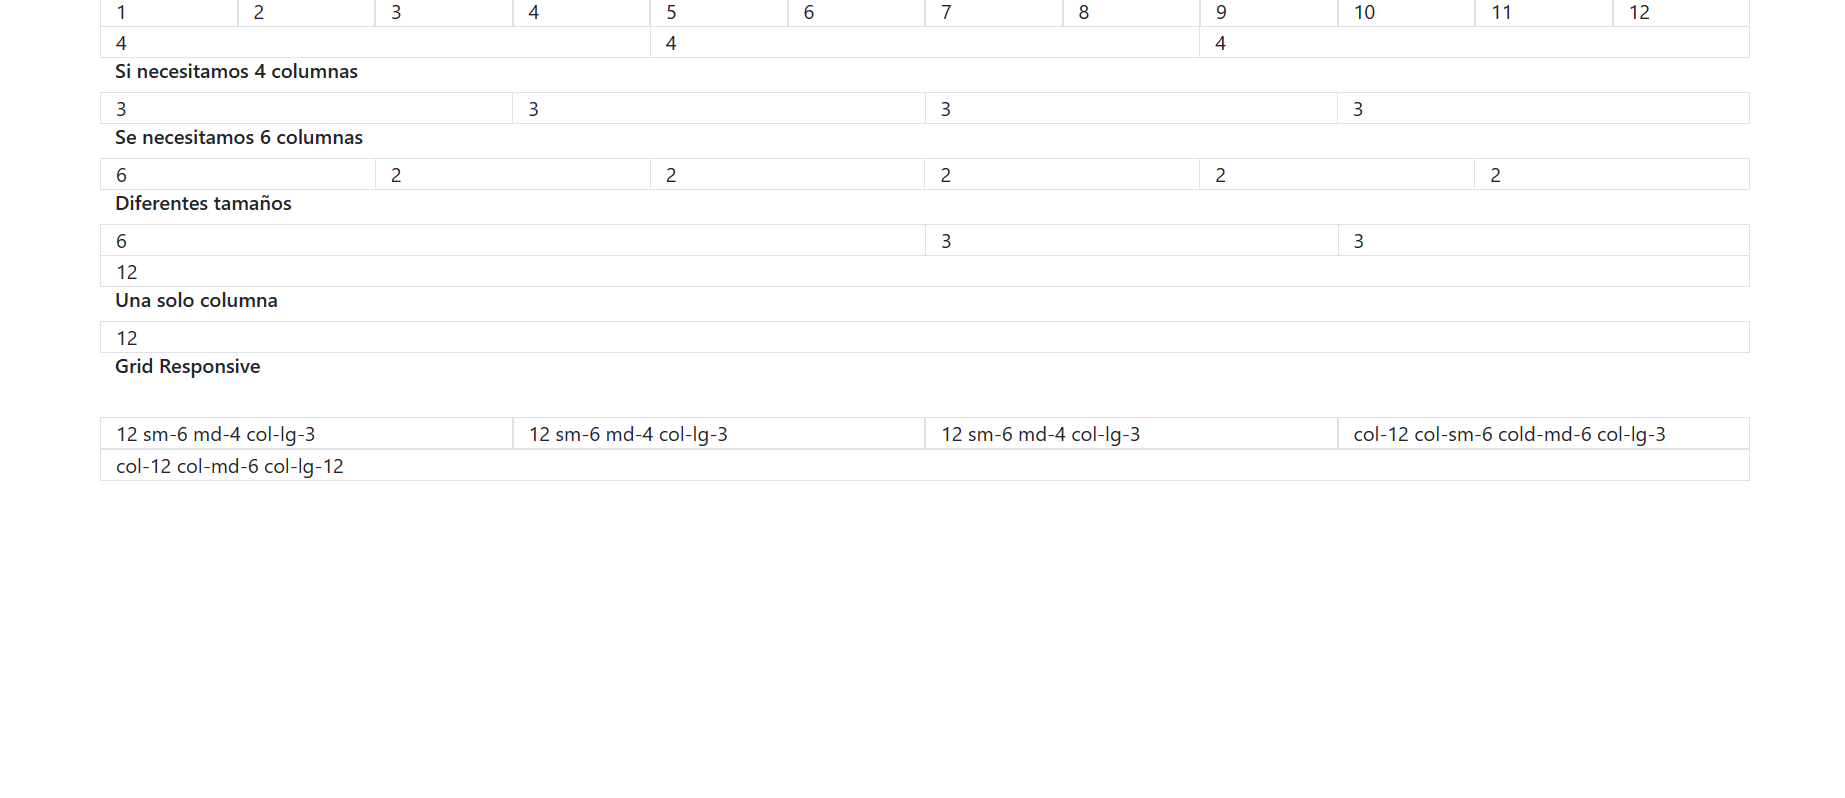 1 2 3 4 5 6 7 8 9 10 11 12
4 4 4
Si necesitamos 4 columnas
3 3 3 3
Se necesitamos 6 columnas
6 2 2 2 2 2
Diferentes tamaños
6 3 3
12
Una solo columna
12
Grid Responsive
12 sm-6 md-4 col-lg-3 12 sm-6 md-4 col-lg-3 12 sm-6 md-4 col-lg-3 col-12 col-sm-6 cold-md-6 col-lg-3
col-12 col-md-6 col-lg-12